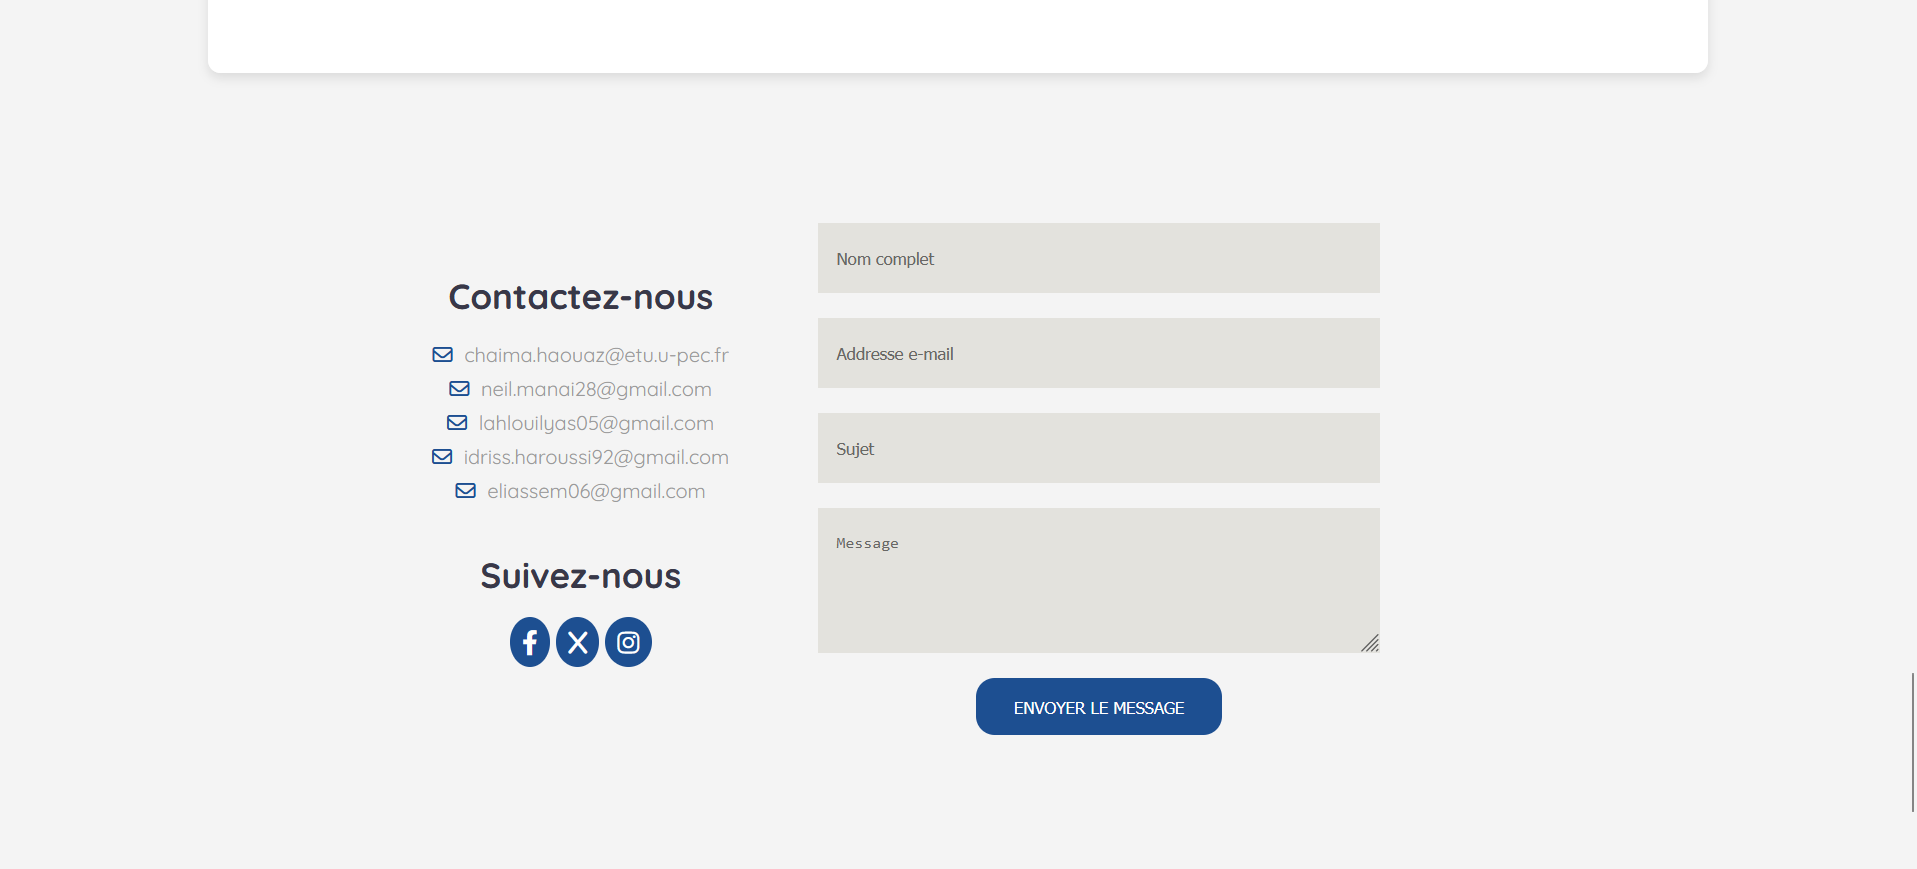 Contactez-nous
chaima.haouaz@etu.u-pec.fr
neil.manai28@gmail.com
lahlouilyas05@gmail.com
idriss.haroussi92@gmail.com
eliassem06@gmail.com
Suivez-nous
Nom complet
Addresse e-mail
Sujet
Message
ENVOYER LE MESSAGE